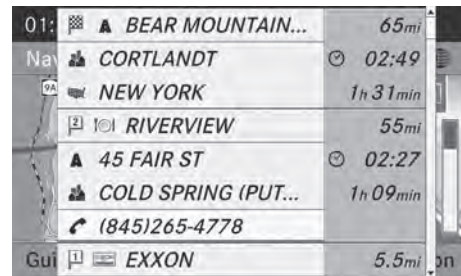 01:
BEAR MOUNTAIN... 65mi
Nav
CORTLANDT 02:49
9A
NEW YORK 1h 31min
2 RIVERVIEW 55mi
45 FAIR ST 02:27
COLD SPRING (PUT... 1h 09min
(845)265-4778
Gui 1 EXXON 5.5mi on